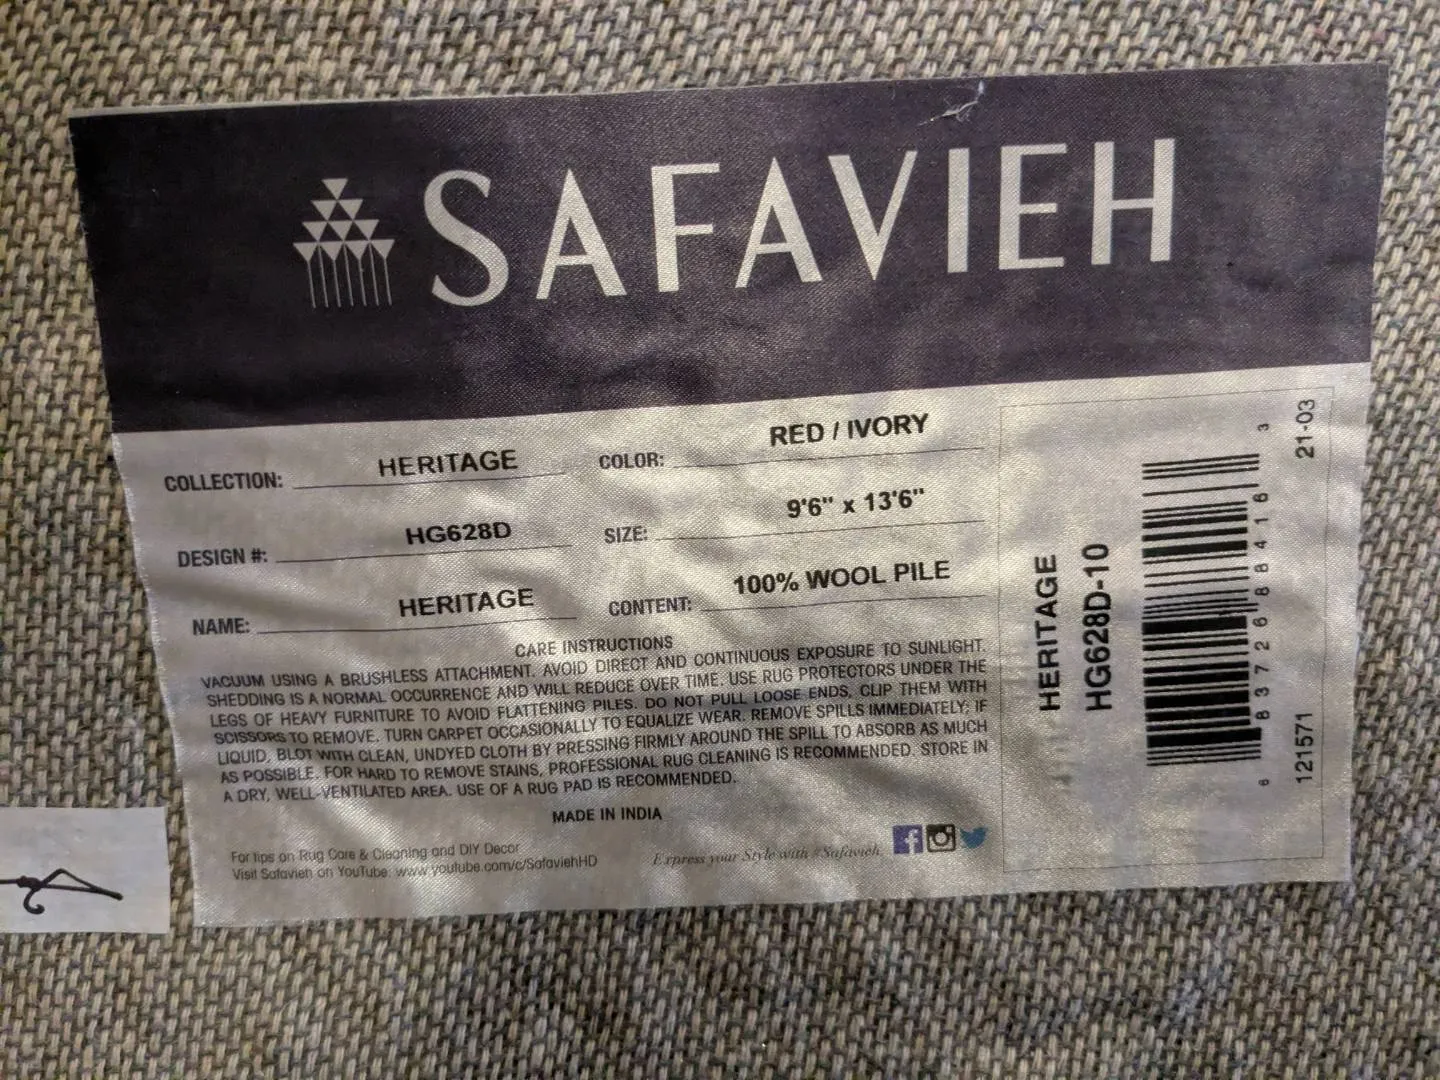 SAFAVIEH
COLLECTION: HERITAGE
COLOR: RED / IVORY
DESIGN #: HG628D
SIZE: 9'6" x 13'6"
NAME: HERITAGE
CONTENT: 100% WOOL PILE
CARE INSTRUCTIONS
VACUUM USING A BRUSHLESS ATTACHMENT. AVOID DIRECT AND CONTINUOUS EXPOSURE TO SUNLIGHT.
SHEDDING IS A NORMAL OCCURRENCE AND WILL REDUCE OVER TIME. USE RUG PROTECTORS UNDER THE
LEGS OF HEAVY FURNITURE TO AVOID FLATTENING PILES. DO NOT PULL LOOSE ENDS, CLIP THEM WITH
SCISSORS TO REMOVE. TURN CARPET OCCASIONALLY TO EQUALIZE WEAR. REMOVE SPILLS IMMEDIATELY; IF
LIQUID, BLOT WITH CLEAN, UNDYED CLOTH BY PRESSING FIRMLY AROUND THE SPILL TO ABSORB AS MUCH
AS POSSIBLE. FOR HARD TO REMOVE STAINS, PROFESSIONAL RUG CLEANING IS RECOMMENDED. STORE IN
A DRY, WELL-VENTILATED AREA. USE OF A RUG PAD IS RECOMMENDED.
MADE IN INDIA
For tips on Rug Care & Cleaning and DIY Decor
Visit Safavieh on YouTube: www.youtube.com/c/SafaviehHD
Express your Style with #Safavieh
HERITAGE
HG628D-10
6 83726 88416 3
121571
21-03